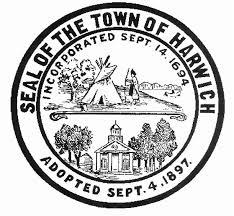 SEAL OF THE TOWN OF HARWICH
INCORPORATED SEPT. 14, 1694
ADOPTED SEPT. 4, 1897.